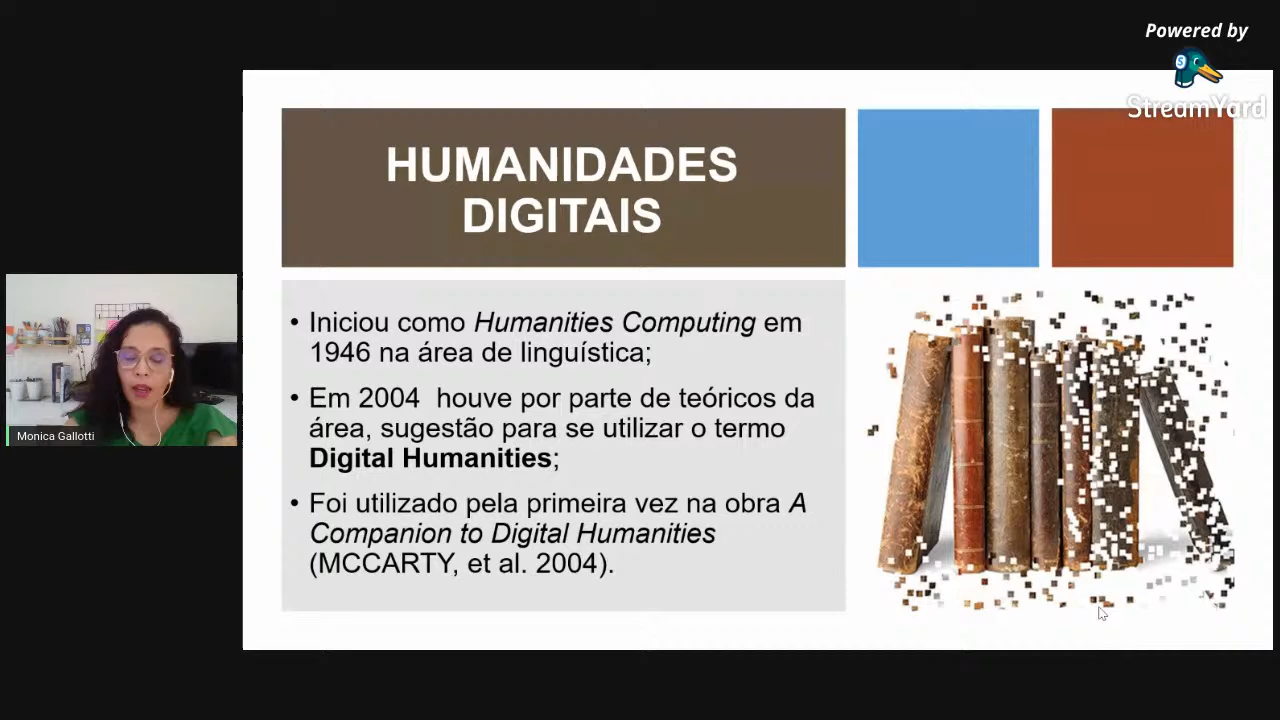 Powered by
StreamYard
HUMANIDADES
DIGITAIS
• Iniciou como Humanities Computing em
1946 na área de linguística;
• Em 2004 houve por parte de teóricos da
área, sugestão para se utilizar o termo
Digital Humanities;
• Foi utilizado pela primeira vez na obra A
Companion to Digital Humanities
(MCCARTY, et al. 2004).
Monica Gallotti